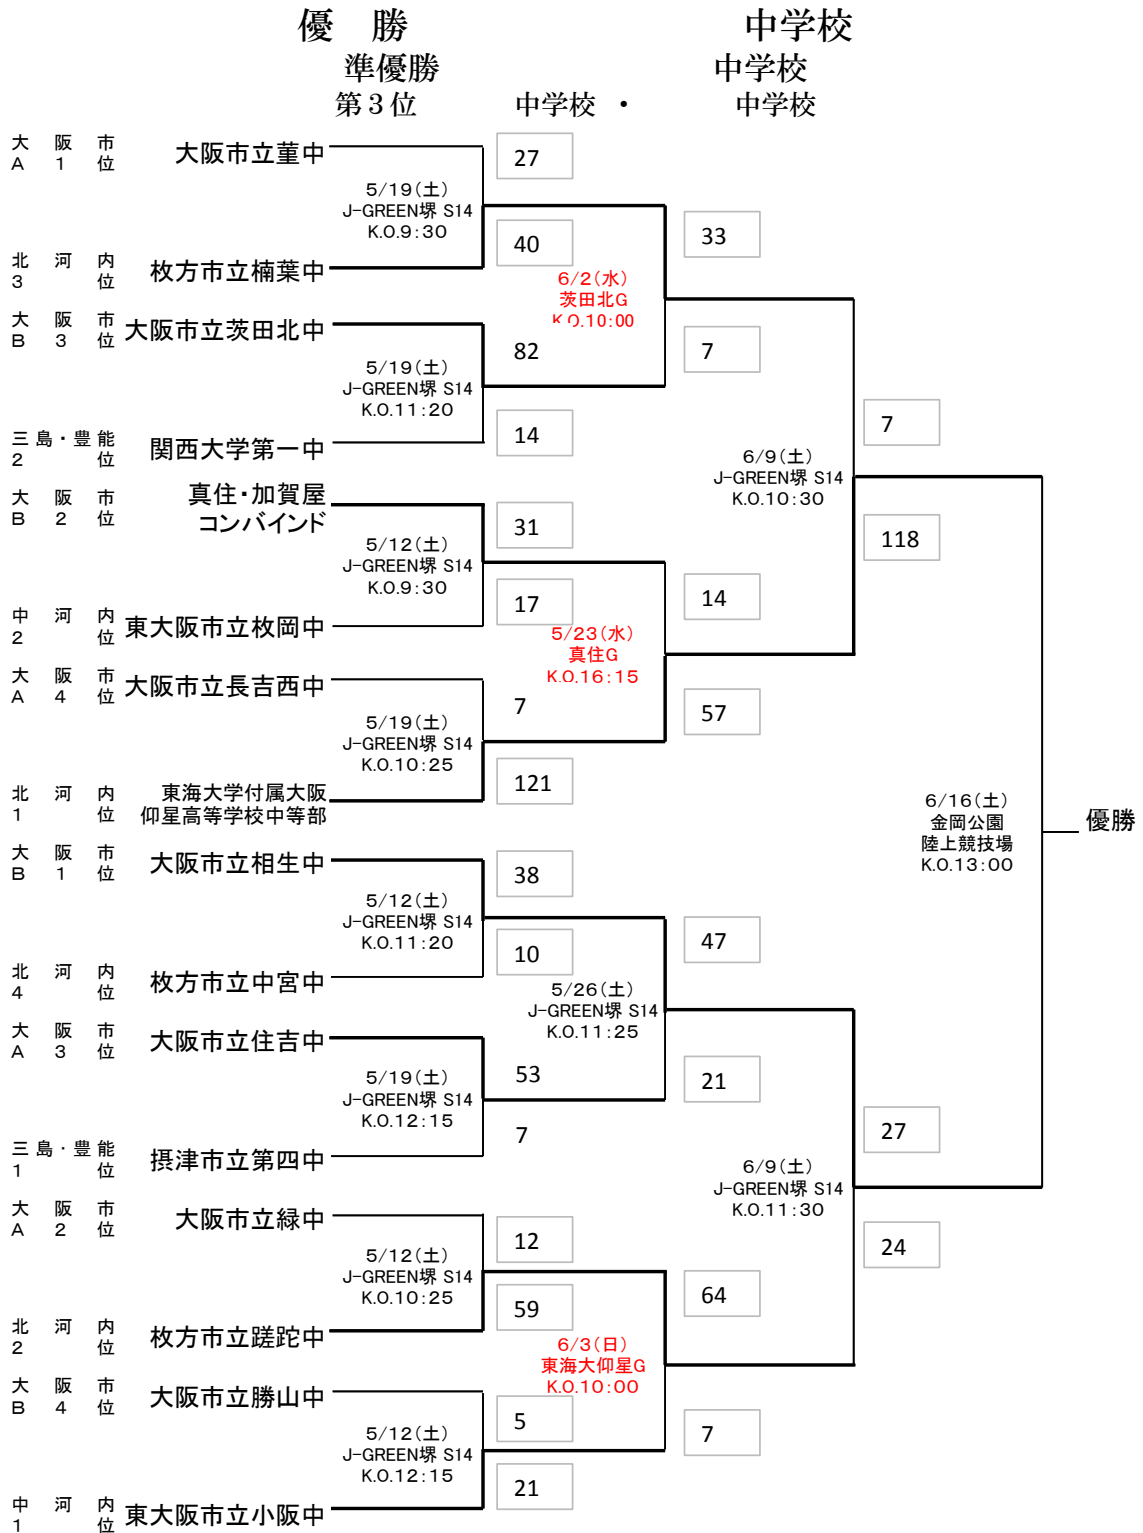 優　勝　中学校
準優勝　中学校
第３位　中学校 ・ 中学校
大阪市
A1位
大阪市立菫中
27
5/19(土)
J-GREEN堺 S14
K.O.9:30
40
33
北河内
3位
枚方市立楠葉中
6/2(水)
茨田北G
K.O.10:00
大阪市
B3位
大阪市立茨田北中
82
7
5/19(土)
J-GREEN堺 S14
K.O.11:20
14
三島・豊能
2位
関西大学第一中
7
6/9(土)
J-GREEN堺 S14
K.O.10:30
118
大阪市
B2位
真住・加賀屋
コンバインド
31
5/12(土)
J-GREEN堺 S14
K.O.9:30
17
14
中河内
2位
東大阪市立枚岡中
5/23(水)
真住G
K.O.16:15
大阪市
A4位
大阪市立長吉西中
7
57
5/19(土)
J-GREEN堺 S14
K.O.10:25
121
北河内
1位
東海大学付属大阪
仰星高等学校中等部
6/16(土)
金岡公園
陸上競技場
K.O.13:00
優勝
大阪市
B1位
大阪市立相生中
38
5/12(土)
J-GREEN堺 S14
K.O.11:20
10
47
北河内
4位
枚方市立中宮中
5/26(土)
J-GREEN堺 S14
K.O.11:25
大阪市
A3位
大阪市立住吉中
53
21
5/19(土)
J-GREEN堺 S14
K.O.12:15
7
三島・豊能
1位
摂津市立第四中
27
6/9(土)
J-GREEN堺 S14
K.O.11:30
24
大阪市
A2位
大阪市立緑中
12
5/12(土)
J-GREEN堺 S14
K.O.10:25
59
64
北河内
2位
枚方市立蹉跎中
6/3(日)
東海大仰星G
K.O.10:00
大阪市
B4位
大阪市立勝山中
5
7
5/12(土)
J-GREEN堺 S14
K.O.12:15
21
中河内
1位
東大阪市立小阪中